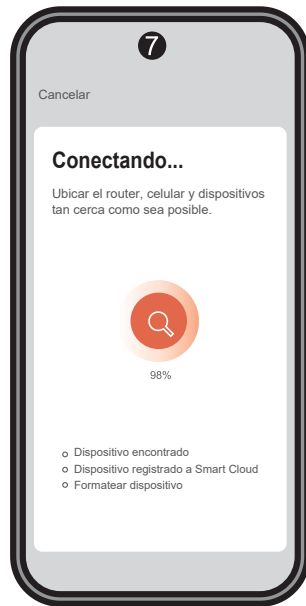 7
Cancelar
Conectando...
Ubicar el router, celular y dispositivos
tan cerca como sea posible.
98%
Dispositivo encontrado
Dispositivo registrado a Smart Cloud
Formatear dispositivo